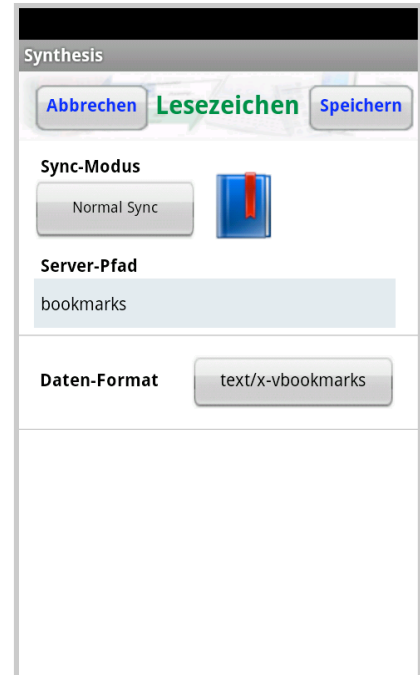 Synthesis
Abbrechen Lesezeichen Speichern
Sync-Modus
Normal Sync
Server-Pfad
bookmarks
Daten-Format text/x-vbookmarks